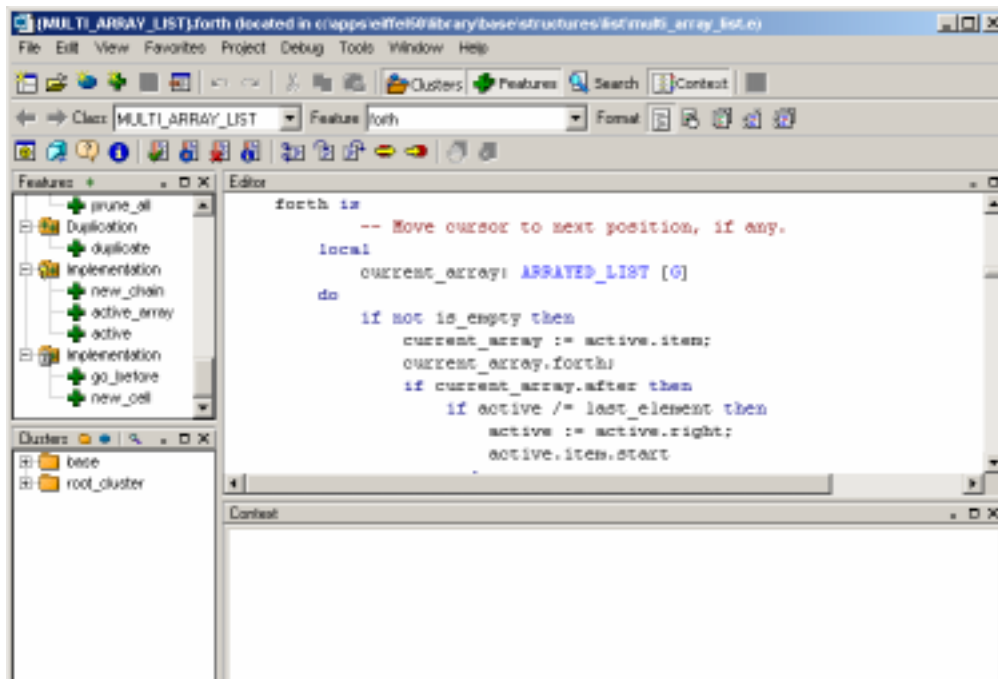 {MULTI_ARRAY_LIST}.forth (located in c:\apps\eiffel50\library\base\structures\list\multi_array_list.e)
File Edit View Favorites Project Debug Tools Window Help
Clusters Features Search Context
Class MULTI_ARRAY_LIST Feature forth Format
Features
Editor
prune_all
Duplication
duplicate
Implementation
new_chain
active_array
active
Implementation
go_before
new_cell
forth is
-- Move cursor to next position, if any.
local
current_array: ARRAYED_LIST [G]
do
if not is_empty then
current_array := active.item;
current_array.forth;
if current_array.after then
if active /= last_element then
active := active.right;
active.item.start
Clusters
base
root_cluster
Context